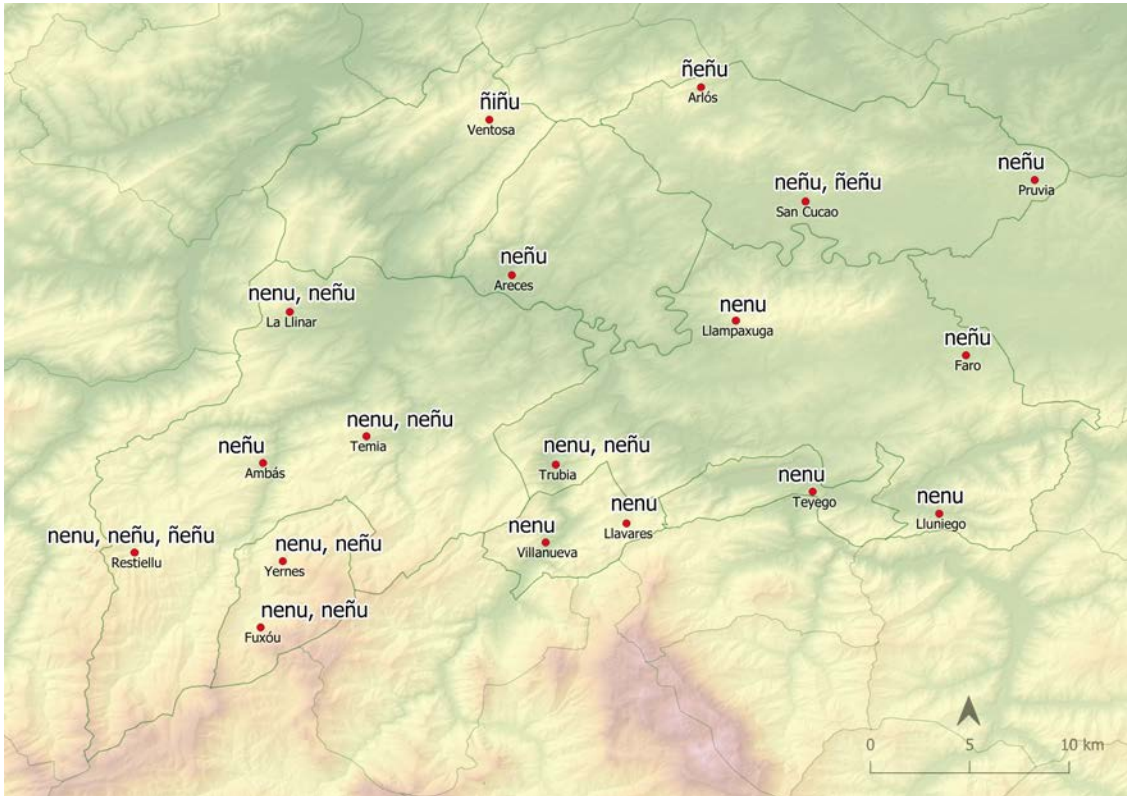 ñeñu
Arlós
ñiñu
Ventosa
neñu
Pruvia
neñu, ñeñu
San Cucao
neñu
Areces
nenu, neñu
La Llinar
nenu
Llampaxuga
neñu
Faro
nenu, neñu
Temia
neñu
Ambás
nenu, neñu
Trubia
nenu
Teyego
nenu
Lluniego
nenu
Llavares
nenu
Villanueva
nenu, neñu, ñeñu
Restiellu
nenu, neñu
Yernes
nenu, neñu
Fuxóu
0 5 10 km